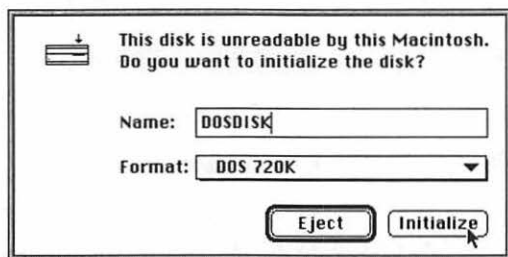 This disk is unreadable by this Macintosh.
Do you want to initialize the disk?
Name: DOSDISK
Format: DOS 720K
Eject Initialize